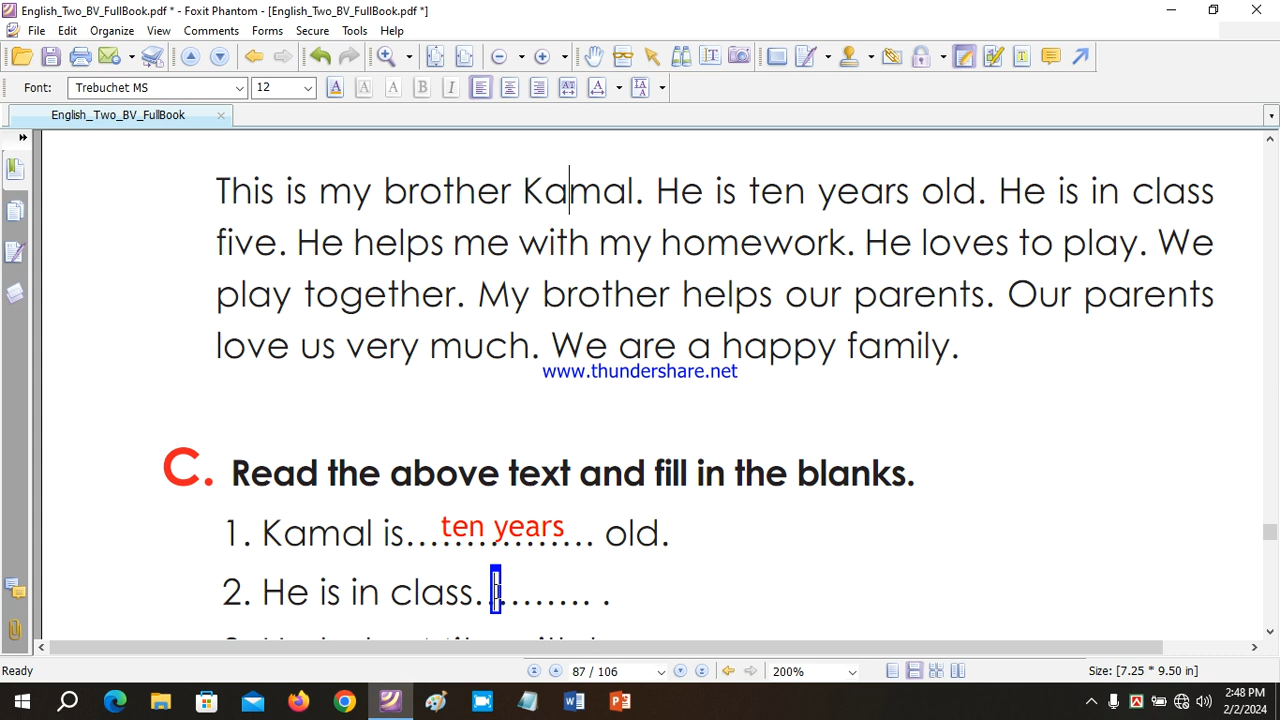 English_Two_BV_FullBook.pdf * - Foxit Phantom - [English_Two_BV_FullBook.pdf *]
File Edit Organize View Comments Forms Secure Tools Help
Font: Trebuchet MS 12
English_Two_BV_FullBook
This is my brother Kamal. He is ten years old. He is in class
five. He helps me with my homework. He loves to play. We
play together. My brother helps our parents. Our parents
love us very much. We are a happy family.
www.thundershare.net
C. Read the above text and fill in the blanks.
1. Kamal is...ten years... old.
2. He is in class........... .
Ready 87 / 106 200% Size: [7.25 * 9.50 in]
2:48 PM
2/2/2024